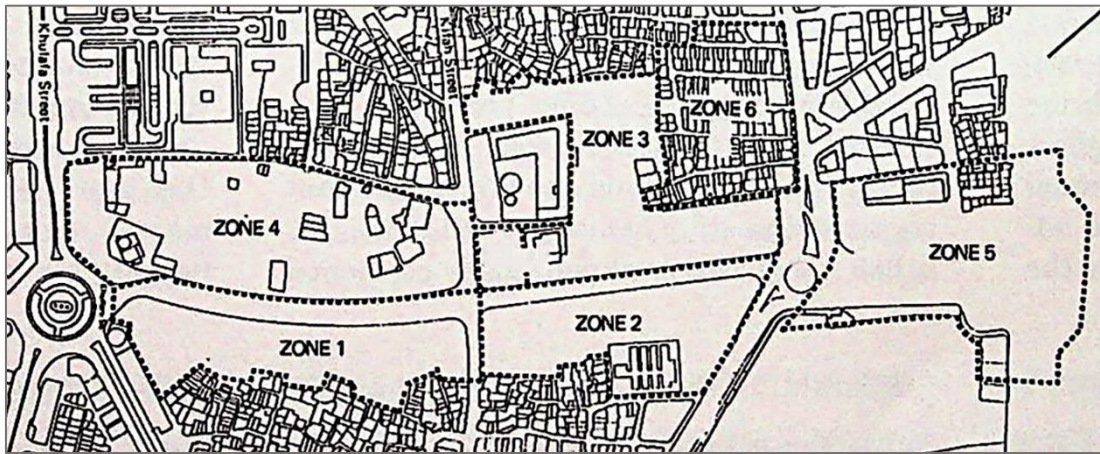 Khulafa Street
Kifah Street
ZONE 6
ZONE 3
ZONE 4
ZONE 5
ZONE 2
ZONE 1